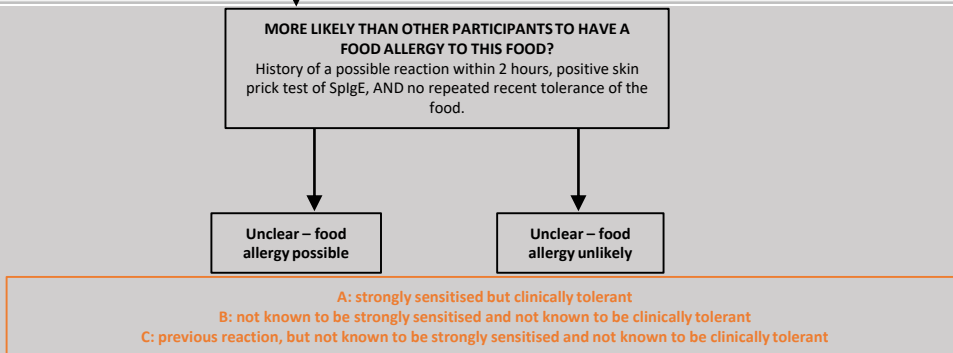 MORE LIKELY THAN OTHER PARTICIPANTS TO HAVE A
FOOD ALLERGY TO THIS FOOD?
History of a possible reaction within 2 hours, positive skin
prick test of SpIgE, AND no repeated recent tolerance of the
food.
Unclear – food
allergy possible
Unclear – food
allergy unlikely
A: strongly sensitised but clinically tolerant
B: not known to be strongly sensitised and not known to be clinically tolerant
C: previous reaction, but not known to be strongly sensitised and not known to be clinically tolerant